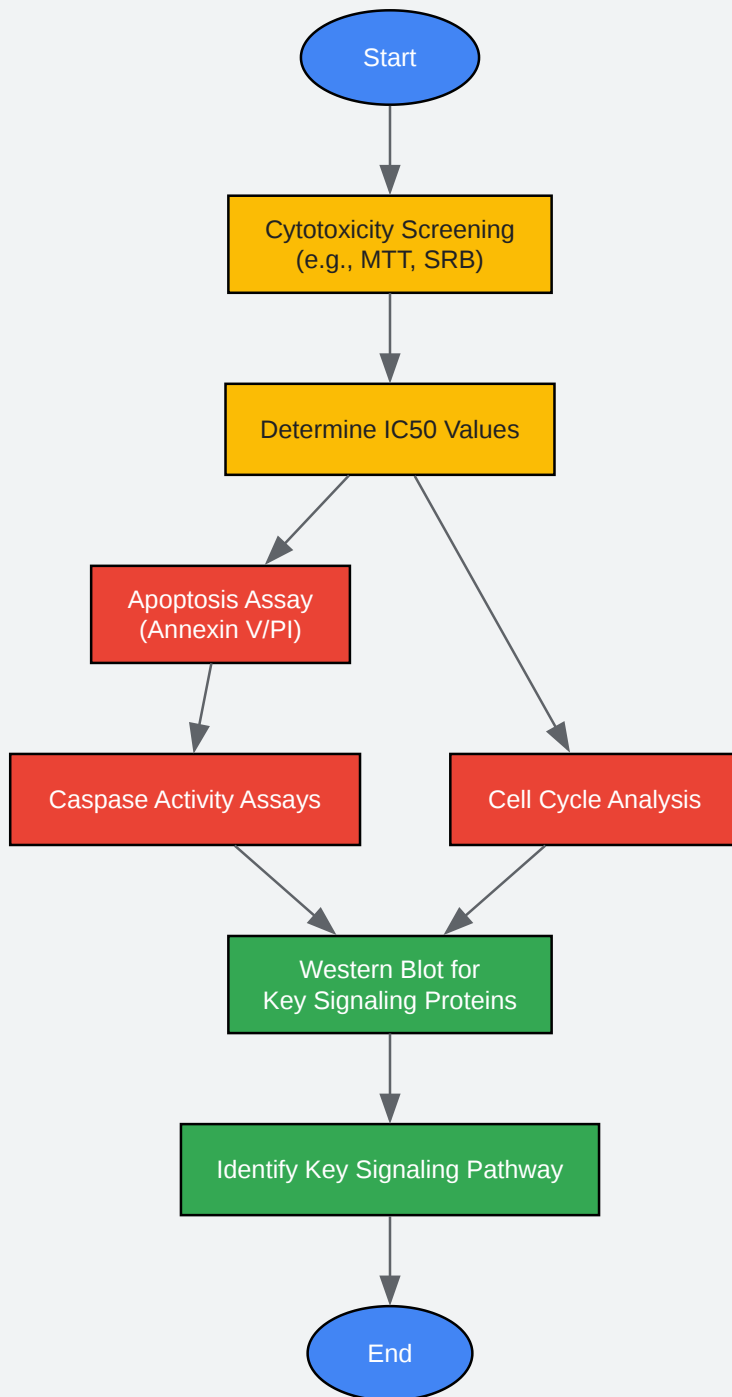 Start
Cytotoxicity Screening
(e.g., MTT, SRB)
Determine IC50 Values
Apoptosis Assay
(Annexin V/PI)
Caspase Activity Assays
Cell Cycle Analysis
Western Blot for
Key Signaling Proteins
Identify Key Signaling Pathway
End